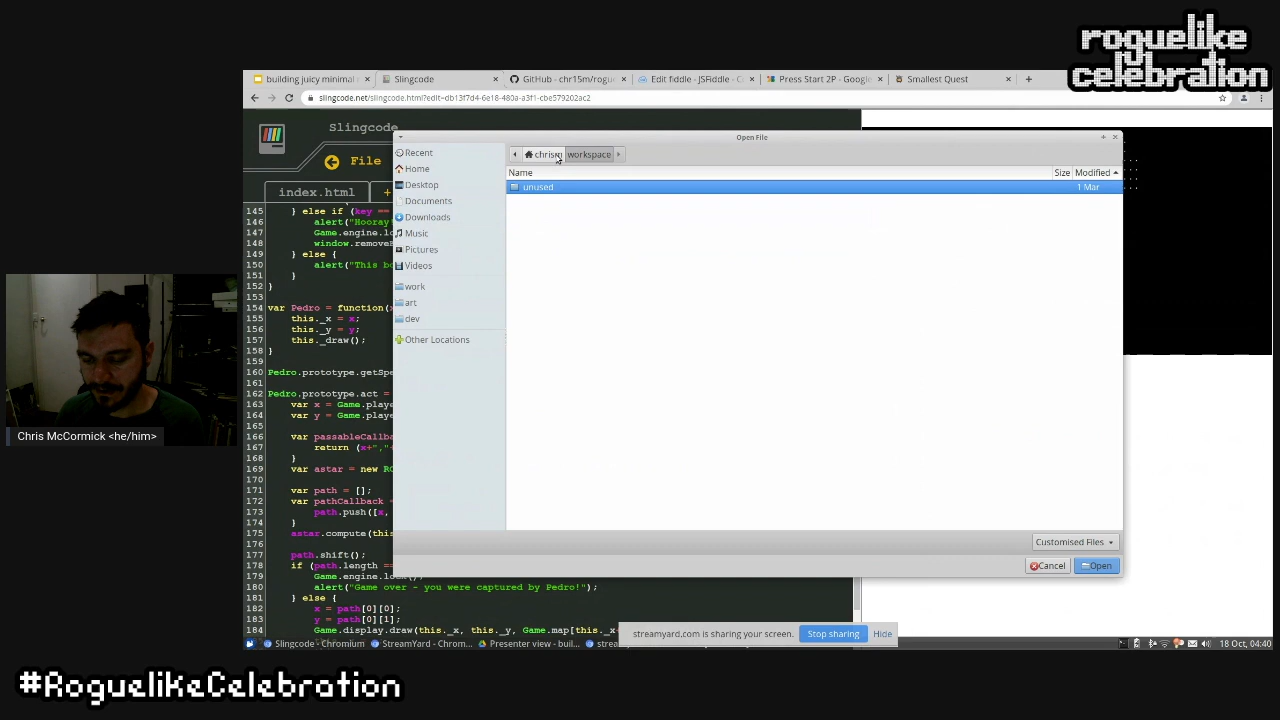 roguelike
celebration
building juicy minimal
Slingcode
GitHub - chr15m/rogue
Edit fiddle - JSFiddle - C
Press Start 2P - Google
Smallest Quest
slingcode.net/slingcode.html?edit=db13f7d4-6e18-480a-a3f1-cbe579202ac2
Slingcode
File
index.html
Open File
Recent
Home
Desktop
Documents
Downloads
Music
Pictures
Videos
work
art
dev
Other Locations
chrism
workspace
Name
Size
Modified
unused
1 Mar
Customised Files
Cancel
Open
145 } else if (key ==
146 alert("Hooray
147 Game.engine.lo
148 window.removeE
149 } else {
150 alert("This bo
151 }
152 }
153
154 var Pedro = function(x
155 this._x = x;
156 this._y = y;
157 this._draw();
158 }
159
160 Pedro.prototype.getSpe
161
162 Pedro.prototype.act =
163 var x = Game.playe
164 var y = Game.playe
165
166 var passableCallba
167 return (x+","+
168 }
169 var astar = new RO
170
171 var path = [];
172 var pathCallback =
173 path.push([x,
174 }
175 astar.compute(this
176
177 path.shift();
178 if (path.length ==
179 Game.engine.lock();
180 alert("Game over - you were captured by Pedro!");
181 } else {
182 x = path[0][0];
183 y = path[0][1];
184 Game.display.draw(this._x, this._y, Game.map[this._x+
streamyard.com is sharing your screen.
Stop sharing
Hide
Slingcode - Chromium
StreamYard - Chrom...
Presenter view - buil...
18 Oct, 04:40
Chris McCormick <he/him>
#RoguelikeCelebration